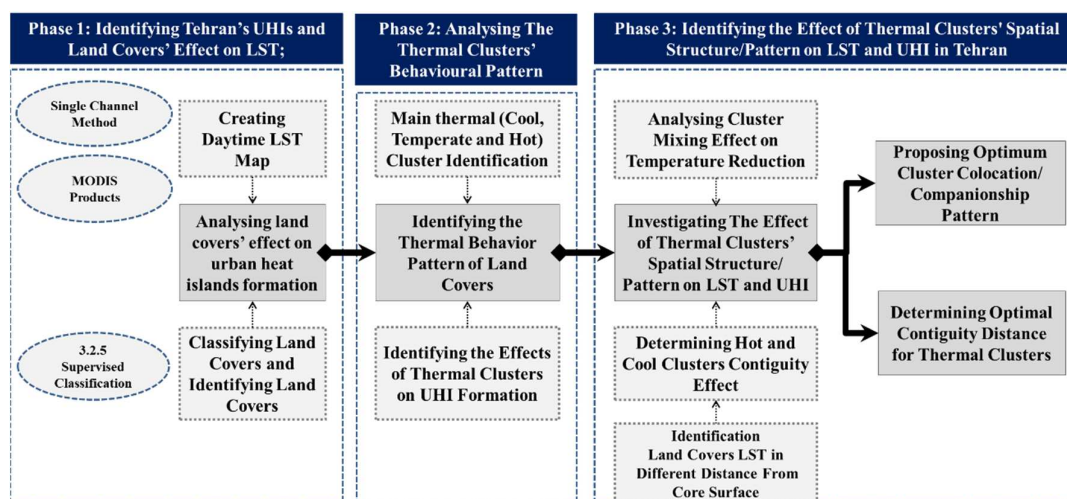 Phase 1: Identifying Tehran's UHIs and
Land Covers' Effect on LST;
Single Channel
Method
MODIS
Products
3.2.5
Supervised
Classification
Creating
Daytime LST
Map
Analysing land
covers' effect on
urban heat
islands formation
Classifying Land
Covers and
Identifying Land
Covers
Phase 2: Analysing The
Thermal Clusters'
Behavioural Pattern
Main thermal (Cool,
Temperate and Hot)
Cluster Identification
Identifying the
Thermal Behavior
Pattern of Land
Covers
Identifying the Effects
of Thermal Clusters
on UHI Formation
Phase 3: Identifying the Effect of Thermal Clusters' Spatial
Structure/Pattern on LST and UHI in Tehran
Analysing Cluster
Mixing Effect on
Temperature Reduction
Investigating The Effect
of Thermal Clusters'
Spatial Structure/
Pattern on LST and UHI
Determining Hot and
Cool Clusters Contiguity
Effect
Identification
Land Covers LST in
Different Distance From
Core Surface
Proposing Optimum
Cluster Colocation/
Companionship
Pattern
Determining Optimal
Contiguity Distance
for Thermal Clusters